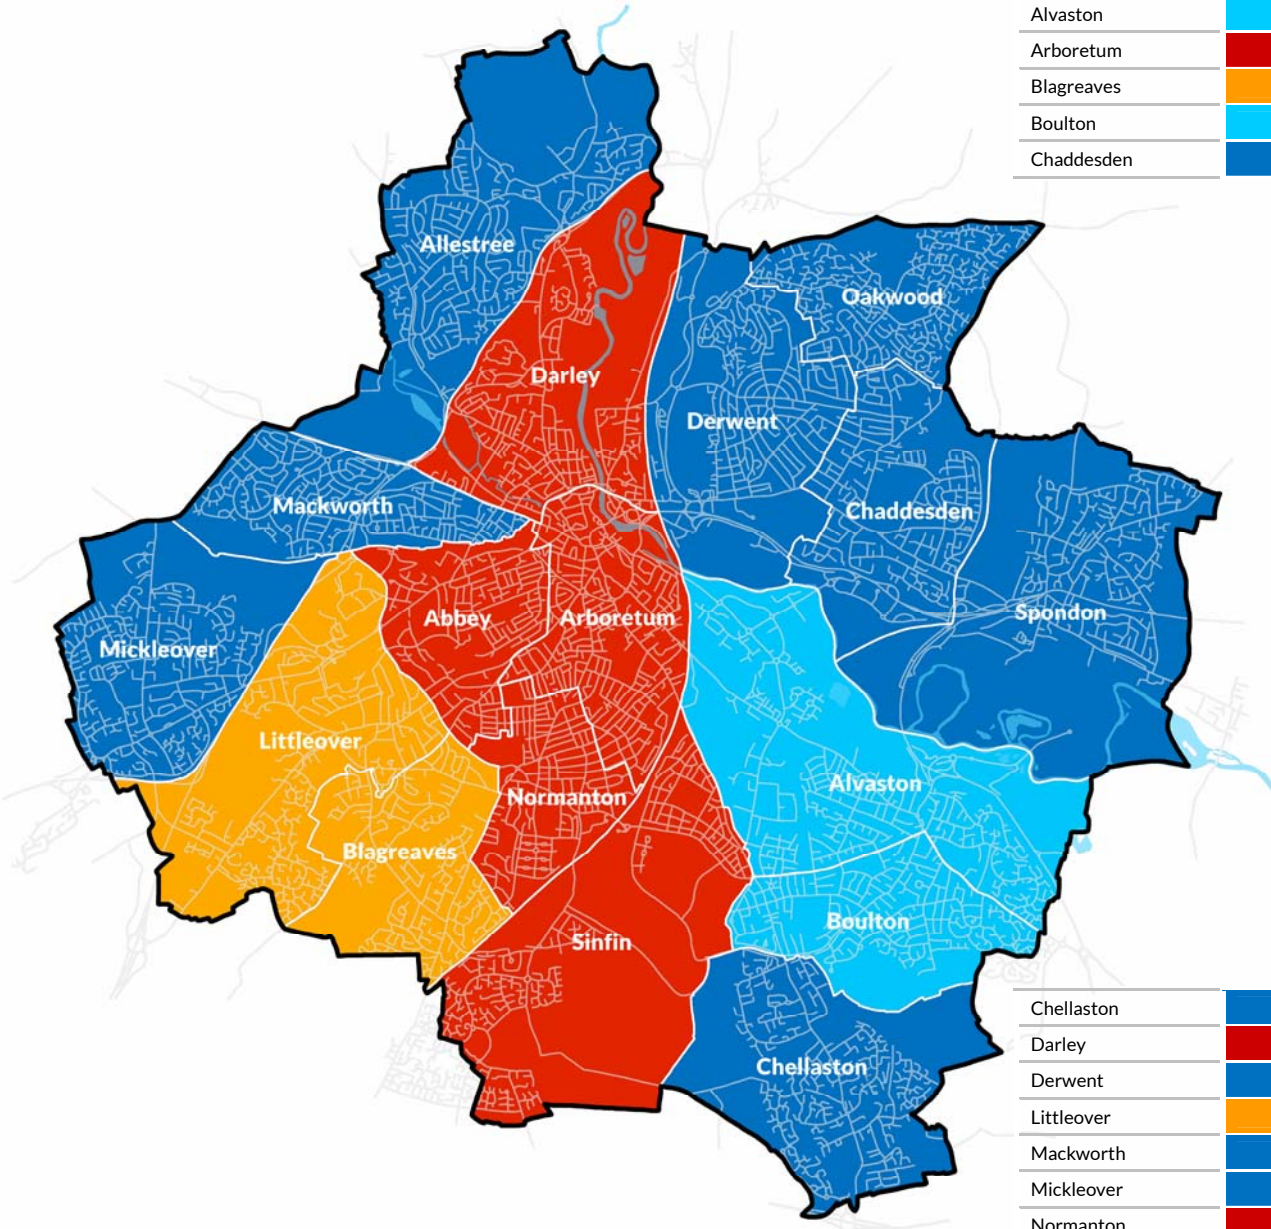 Alvaston
Arboretum
Blagreaves
Boulton
Chaddesden
Allestree
Oakwood
Darley
Derwent
Mackworth
Chaddesden
Abbey
Arboretum
Spondon
Mickleover
Littleover
Alvaston
Normanton
Blagreaves
Boulton
Sinfin
Chellaston
Chellaston
Darley
Derwent
Littleover
Mackworth
Mickleover
Normanton